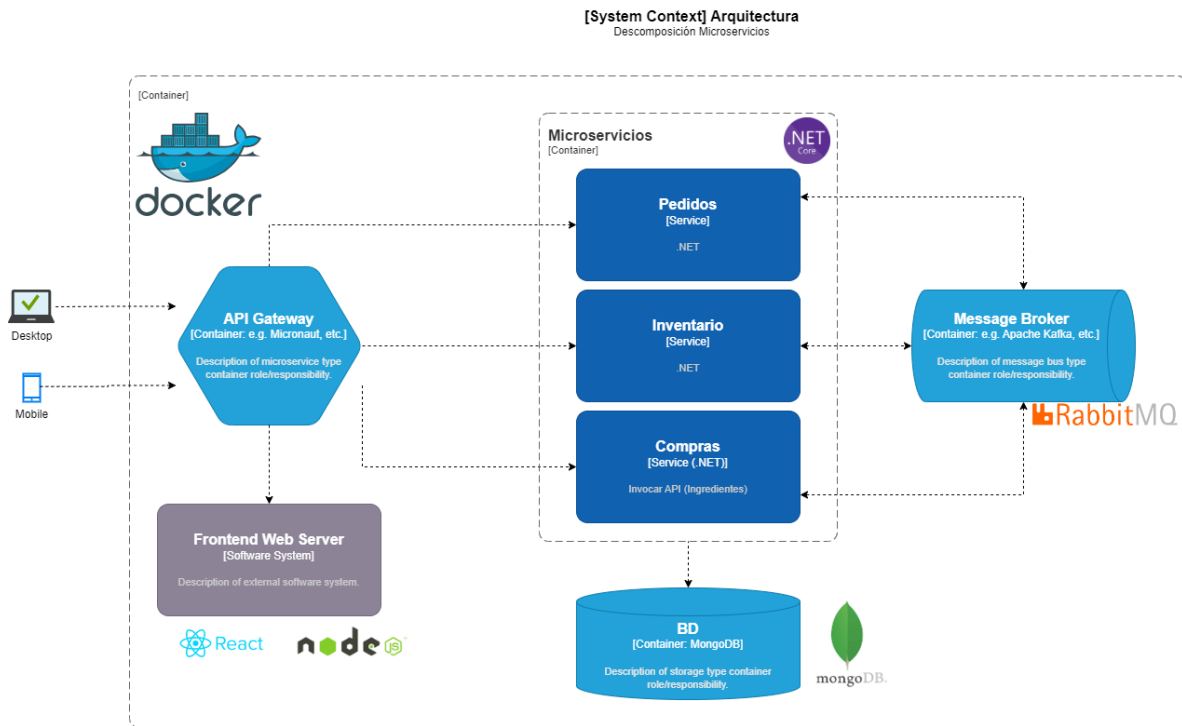 [System Context] Arquitectura
Descomposición Microservicios
[Container]
docker
Microservicios
[Container]
.NET
Core
Pedidos
[Service]
.NET
API Gateway
[Container: e.g. Micronaut, etc.]
Description of microservice type
container role/responsibility.
Desktop
Mobile
Inventario
[Service]
.NET
Message Broker
[Container: e.g. Apache Kafka, etc.]
Description of message bus type
container role/responsibility.
RabbitMQ
Compras
[Service (.NET)]
Invocar API (Ingredientes)
Frontend Web Server
[Software System]
Description of external software system.
React
node
JS
BD
[Container: MongoDB]
Description of storage type container
role/responsibility.
mongoDB.